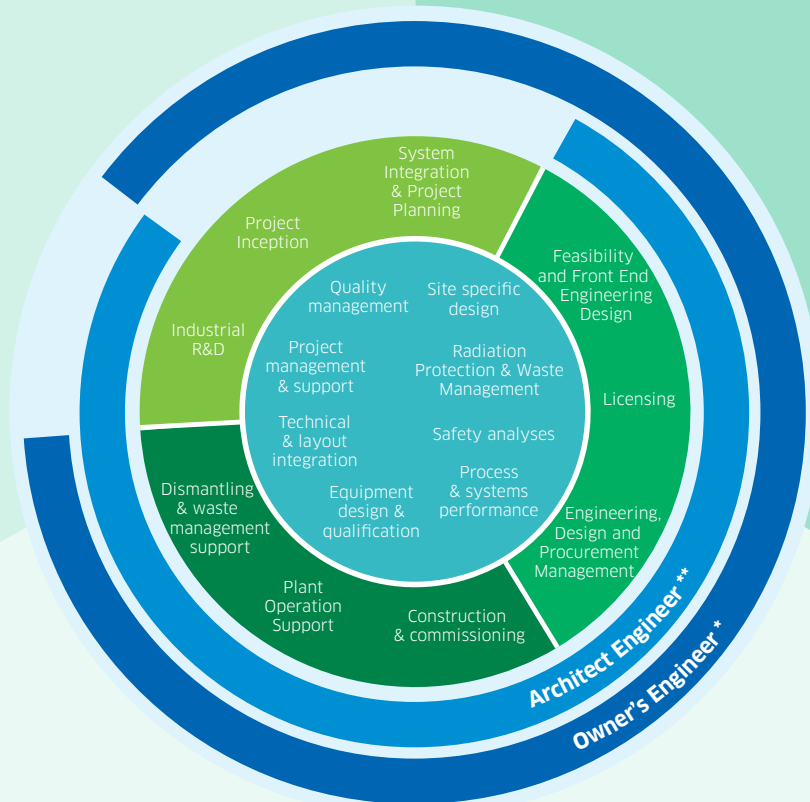 System
Integration
& Project
Planning
Project
Inception
Industrial
R&D
Feasibility
and Front End
Engineering
Design
Licensing
Engineering,
Design and
Procurement
Management
Construction
& commissioning
Plant
Operation
Support
Dismantling
& waste
management
support
Quality
management
Site specific
design
Project
management
& support
Radiation
Protection & Waste
Management
Technical
& layout
integration
Safety analyses
Equipment
design &
qualification
Process
& systems
performance
Architect Engineer **
Owner's Engineer *